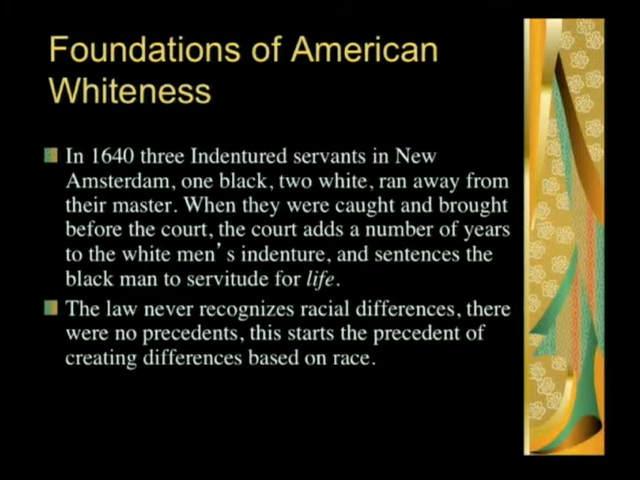 Foundations of American
Whiteness
In 1640 three Indentured servants in New
Amsterdam, one black, two white, ran away from
their master. When they were caught and brought
before the court, the court adds a number of years
to the white men’s indenture, and sentences the
black man to servitude for life.
The law never recognizes racial differences, there
were no precedents, this starts the precedent of
creating differences based on race.